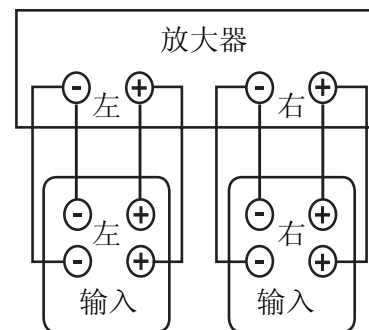 放大器
- + - +
左 右
- + - +
左 右
- + - +
输入 输入